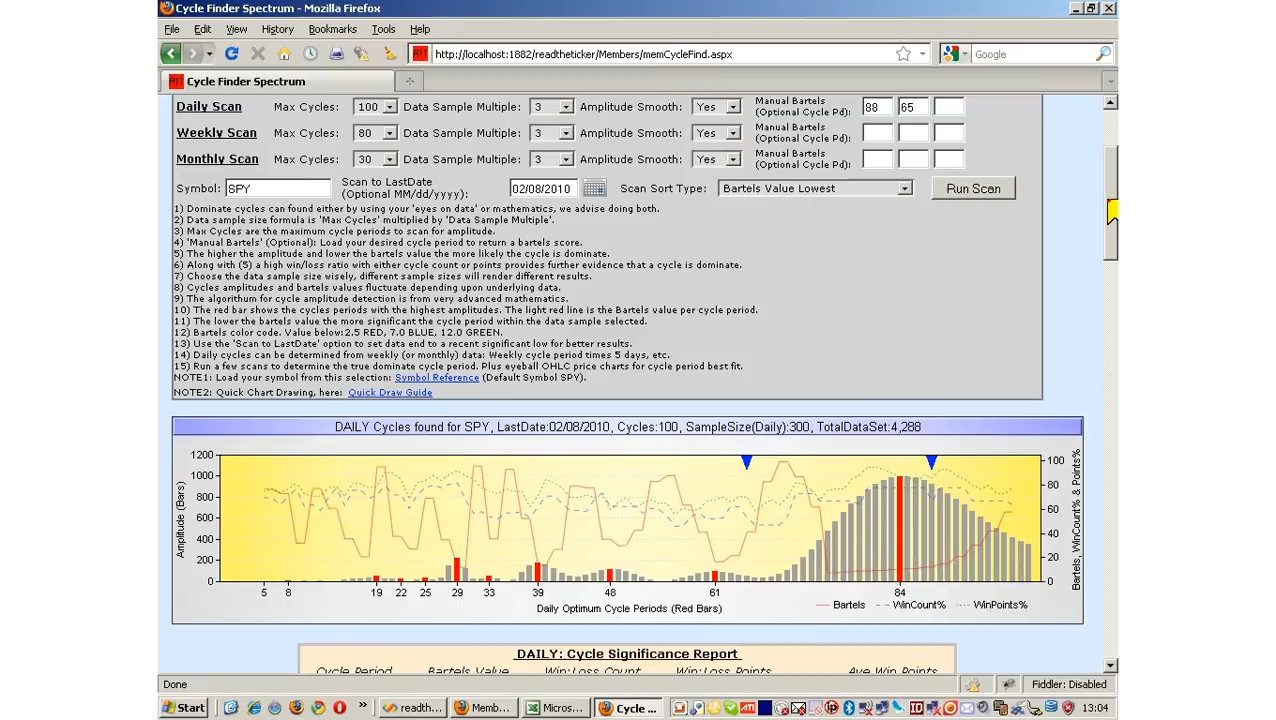 Cycle Finder Spectrum - Mozilla Firefox
File Edit View History Bookmarks Tools Help
http://localhost:1882/readtheticker/Members/memCycleFind.aspx Google
Cycle Finder Spectrum
Daily Scan Max Cycles: 100 Data Sample Multiple: 3 Amplitude Smooth: Yes Manual Bartels (Optional Cycle Pd): 88 65
Weekly Scan Max Cycles: 80 Data Sample Multiple: 3 Amplitude Smooth: Yes Manual Bartels (Optional Cycle Pd):
Monthly Scan Max Cycles: 30 Data Sample Multiple: 3 Amplitude Smooth: Yes Manual Bartels (Optional Cycle Pd):
Symbol: SPY Scan to LastDate (Optional MM/dd/yyyy): 02/08/2010 Scan Sort Type: Bartels Value Lowest Run Scan
1) Dominate cycles can found either by using your 'eyes on data' or mathematics, we advise doing both.
2) Data sample size formula is 'Max Cycles' multiplied by 'Data Sample Multiple'.
3) Max Cycles are the maximum cycle periods to scan for amplitude.
4) 'Manual Bartels' (Optional): Load your desired cycle period to return a bartels score.
5) The higher the amplitude and lower the bartels value the more likely the cycle is dominate.
6) Along with (5) a high win/loss ratio with either cycle count or points provides further evidence that a cycle is dominate.
7) Choose the data sample size wisely, different sample sizes will render different results.
8) Cycles amplitudes and bartels values fluctuate depending upon underlying data.
9) The algorithm for cycle amplitude detection is from very advanced mathematics.
10) The red bar shows the cycles periods with the highest amplitudes. The light red line is the Bartels value per cycle period.
11) The lower the bartels value the more significant the cycle period within the data sample selected.
12) Bartels color code. Value below:2.5 RED, 7.0 BLUE, 12.0 GREEN.
13) Use the 'Scan to LastDate' option to set data end to a recent significant low for better results.
14) Daily cycles can be determined from weekly (or monthly) data: Weekly cycle period times 5 days, etc.
15) Run a few scans to determine the true dominate cycle period. Plus eyeball OHLC price charts for cycle period best fit.
NOTE1: Load your symbol from this selection: Symbol Reference (Default Symbol SPY).
NOTE2: Quick Chart Drawing, here: Quick Draw Guide
DAILY Cycles found for SPY, LastDate:02/08/2010, Cycles:100, SampleSize(Daily):300, TotalDataSet:4,288
Amplitude (Bars)
1200
1000
800
600
400
200
0
100
80
60
40
20
0
Bartels, WinCount% & Points%
5 8 19 22 25 29 33 39 48 61 84
Daily Optimum Cycle Periods (Red Bars)
Bartels WinCount% WinPoints%
DAILY: Cycle Significance Report
Cycle Period Bartels Value Win:Loss Count Win:Loss Points Ave Win Points
Done Fiddler: Disabled
Start readth... Memb... Micros... Cycle ... 13:04